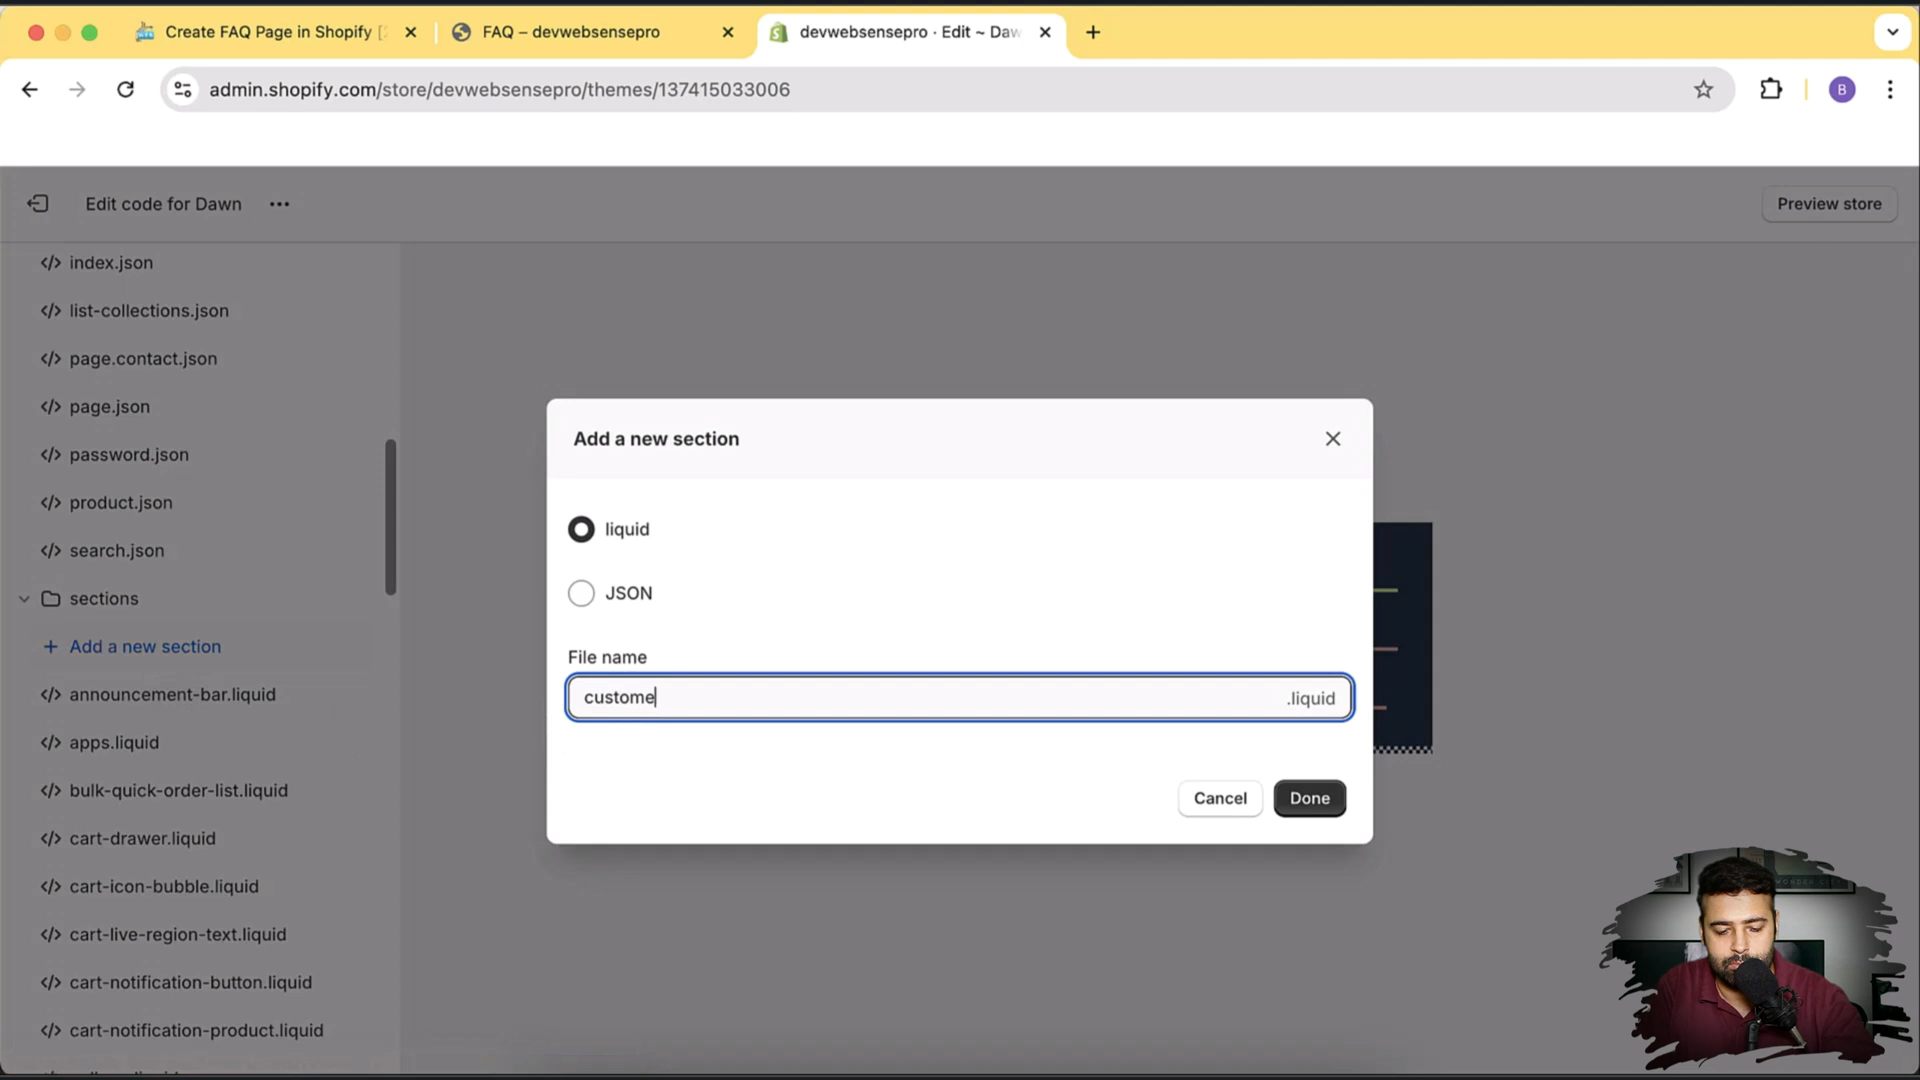 Create FAQ Page in Shopify [
FAQ – devwebsensepro
devwebsensepro · Edit ~ Daw
admin.shopify.com/store/devwebsensepro/themes/137415033006
B
Edit code for Dawn
Preview store
index.json
list-collections.json
page.contact.json
page.json
password.json
product.json
search.json
sections
Add a new section
announcement-bar.liquid
apps.liquid
bulk-quick-order-list.liquid
cart-drawer.liquid
cart-icon-bubble.liquid
cart-live-region-text.liquid
cart-notification-button.liquid
cart-notification-product.liquid
Add a new section
liquid
JSON
File name
custome
.liquid
Cancel
Done